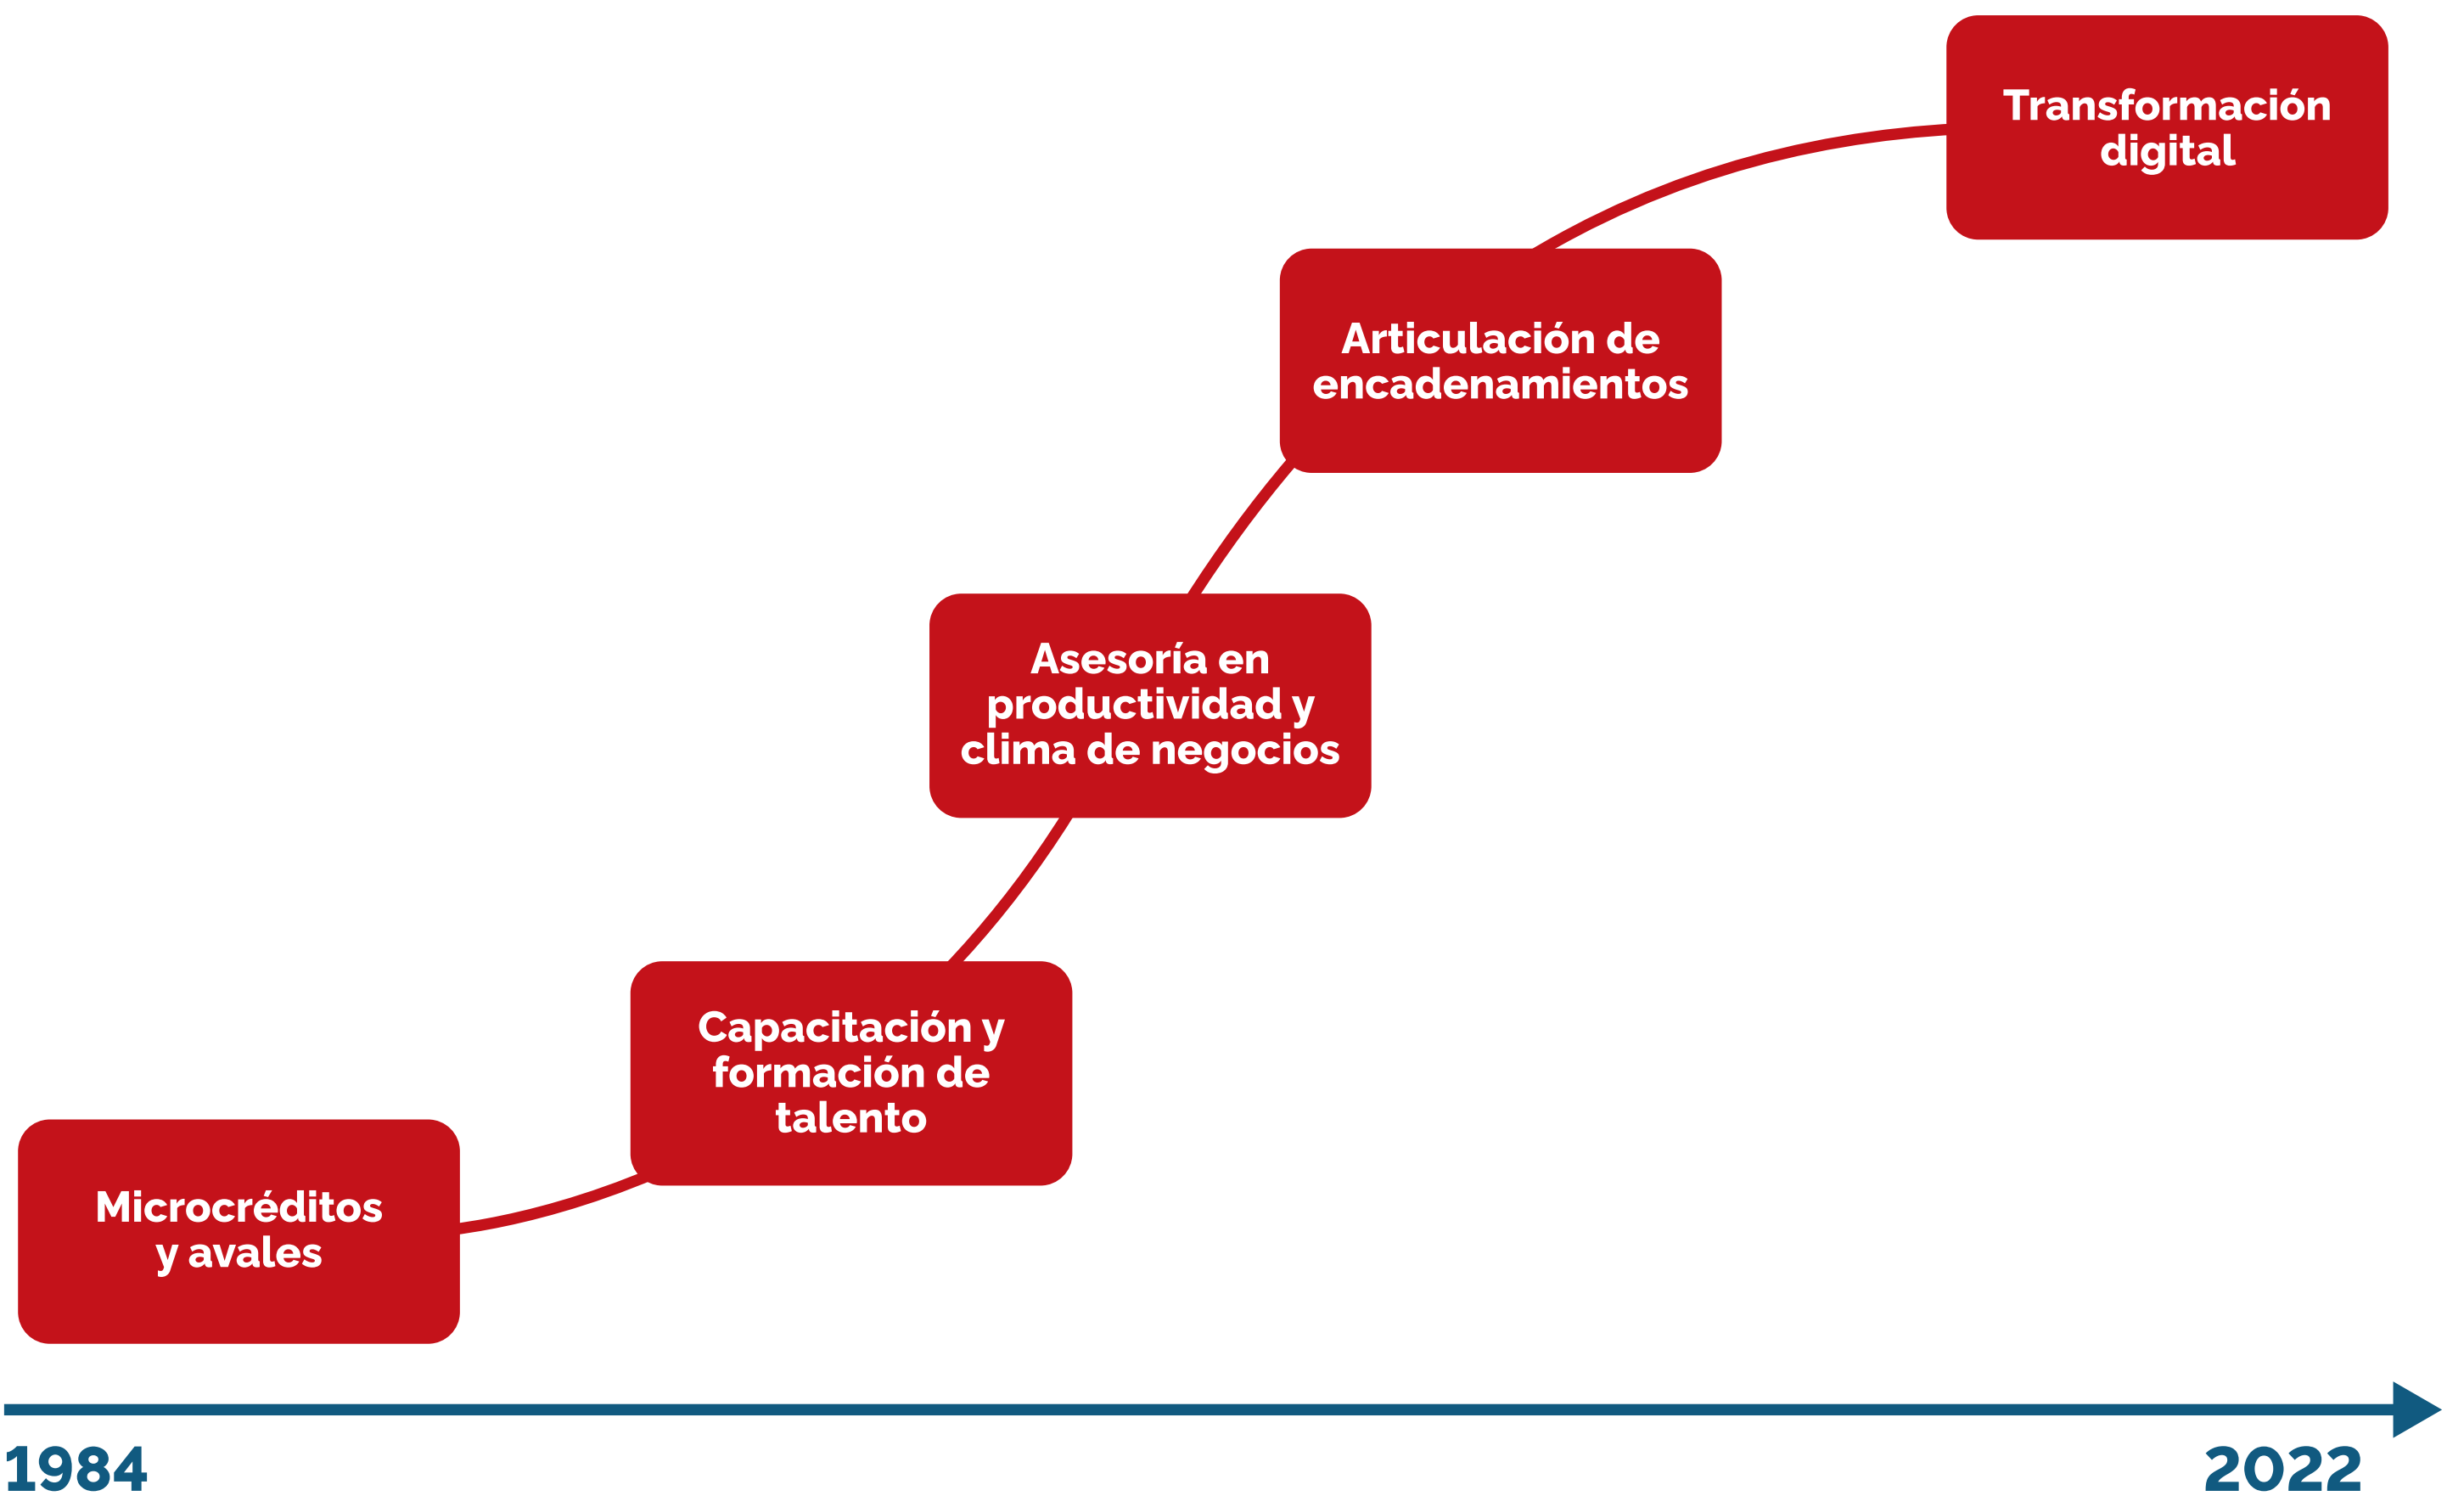 Transformación
digital
Articulación de
encadenamientos
Asesoría en
productividad y
clima de negocios
Capacitación y
formación de
talento
Microcréditos
y avales
1984
2022